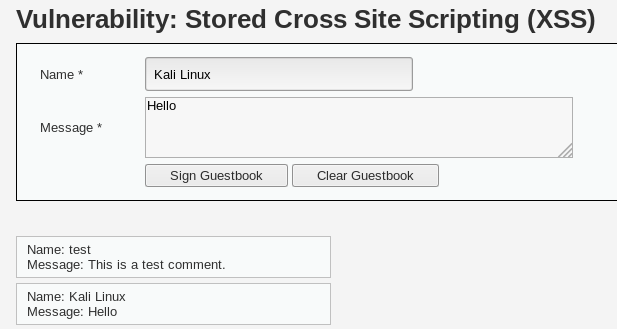 Vulnerability: Stored Cross Site Scripting (XSS)
Name * Kali Linux
Message * Hello
Sign Guestbook Clear Guestbook
Name: test
Message: This is a test comment.
Name: Kali Linux
Message: Hello